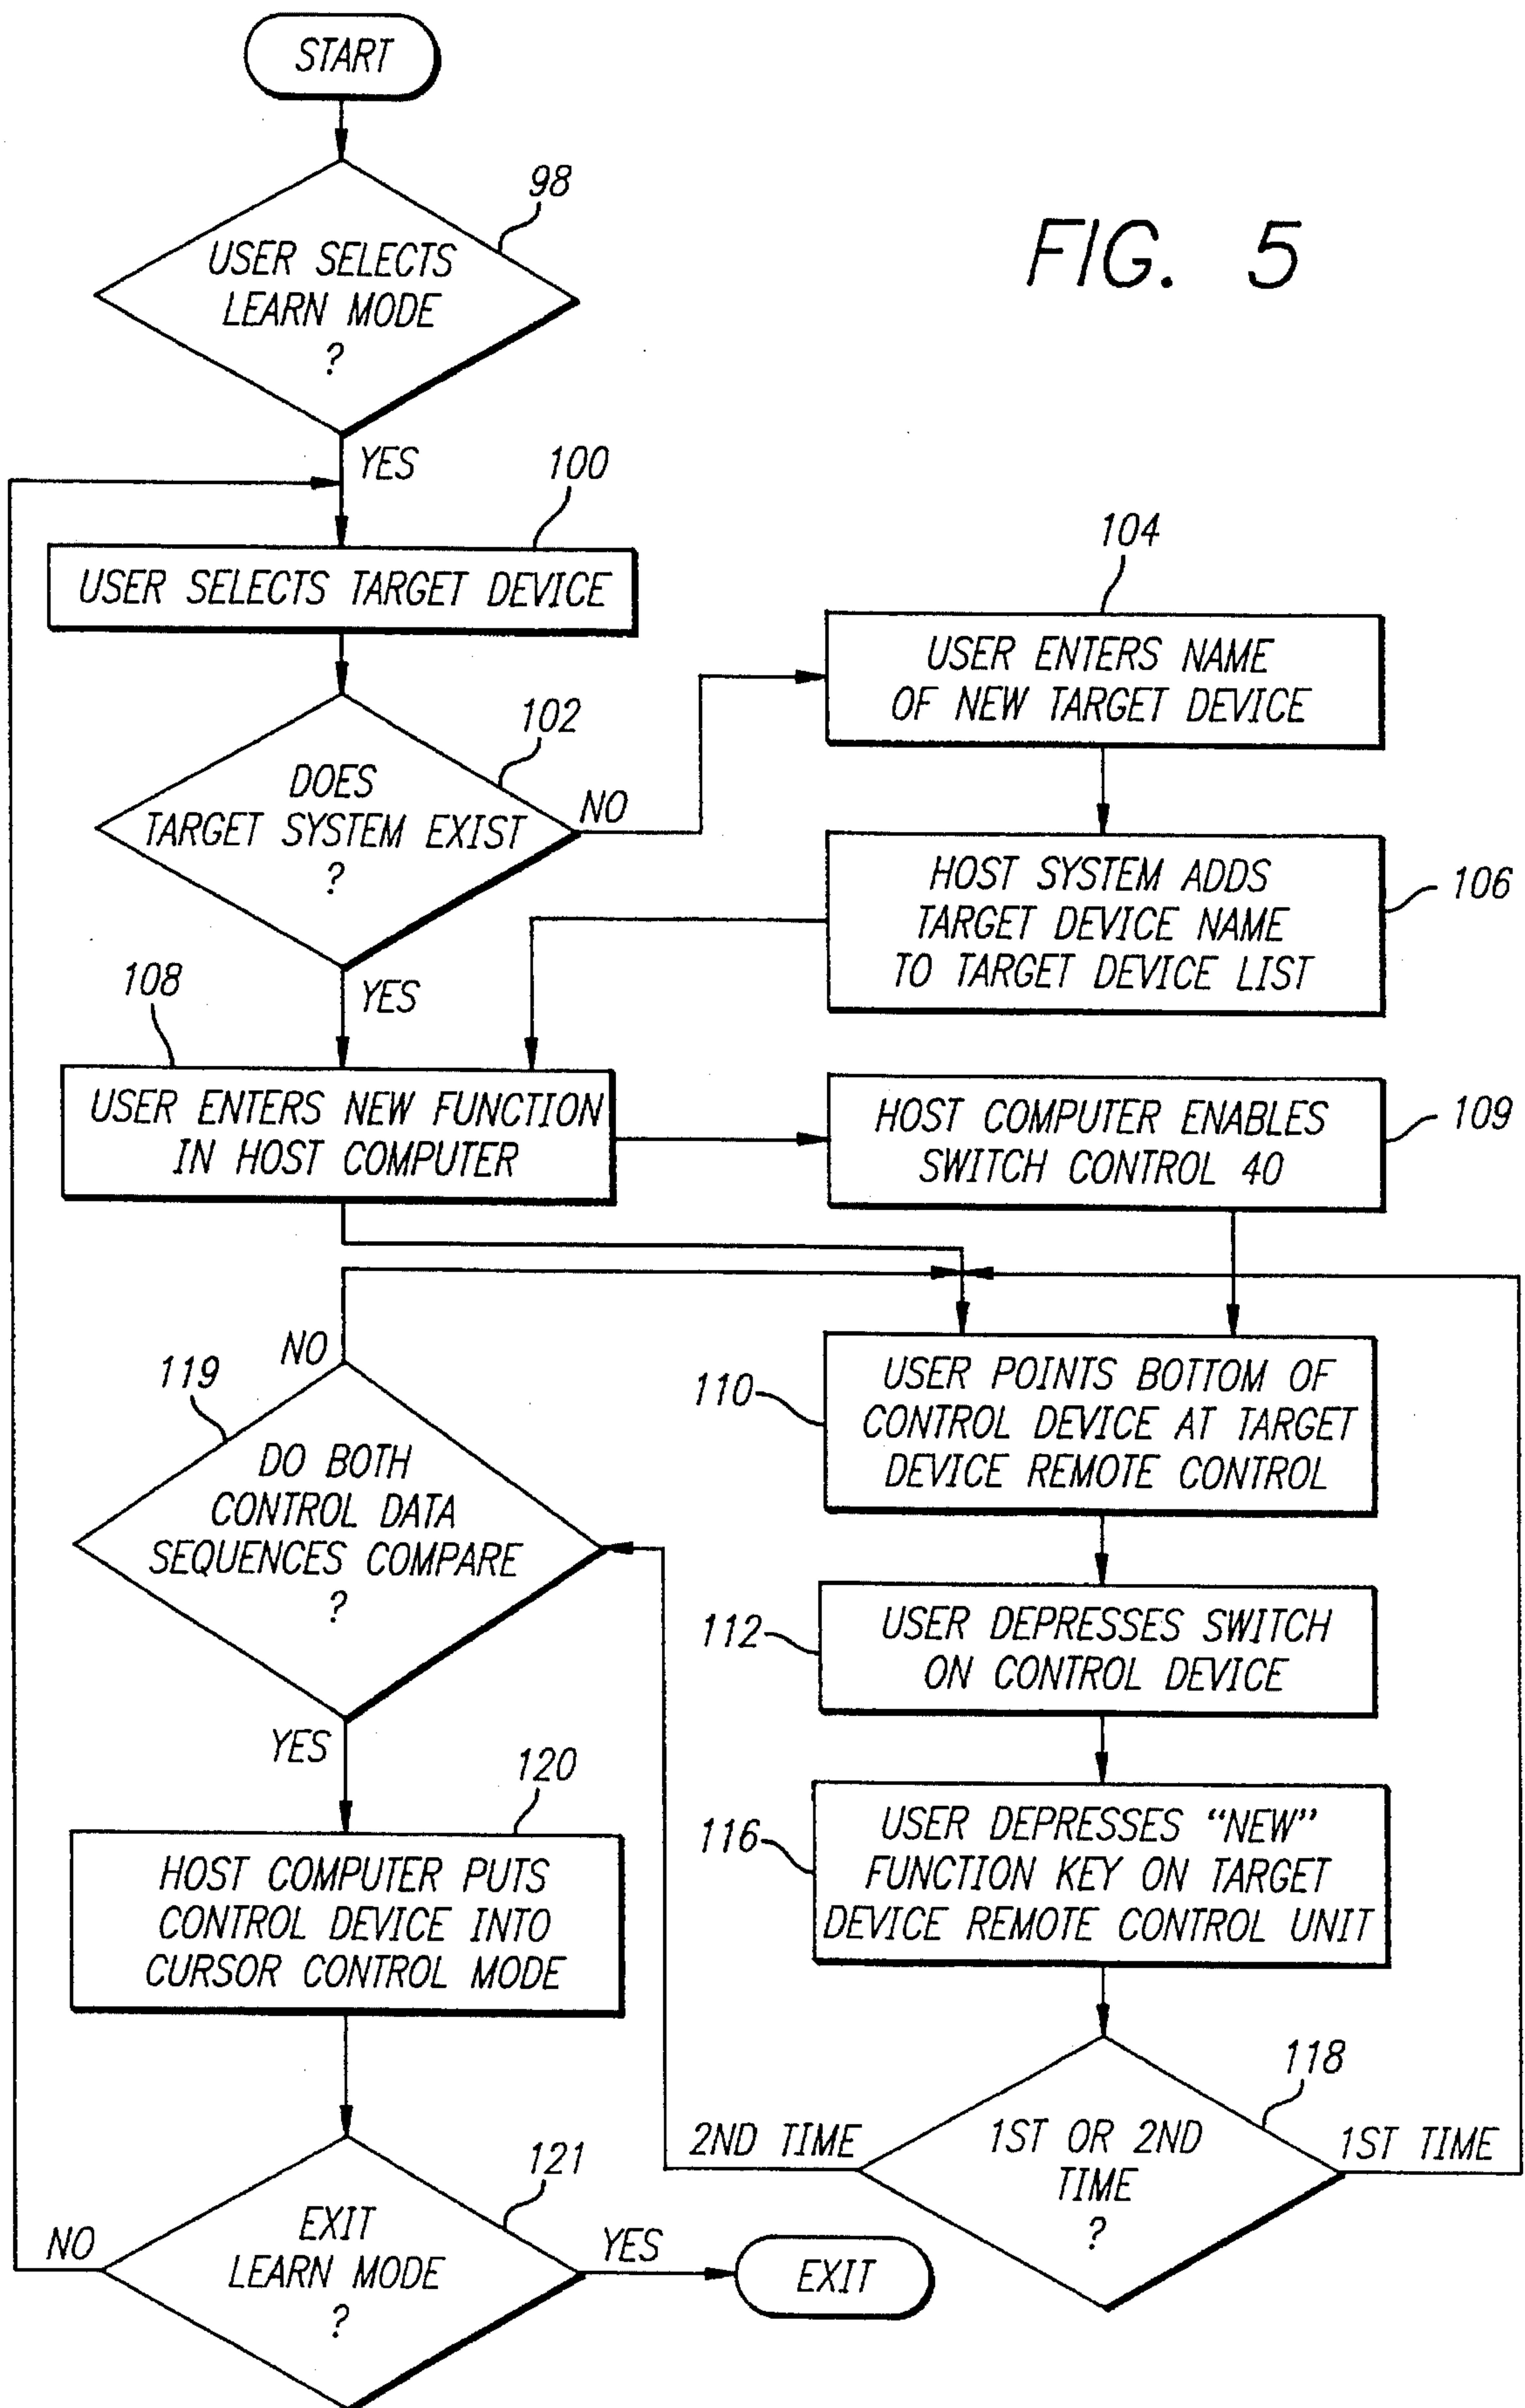 START
98
USER SELECTS
LEARN MODE
?
FIG. 5
YES
100
USER SELECTS TARGET DEVICE
104
USER ENTERS NAME
OF NEW TARGET DEVICE
102
DOES
TARGET SYSTEM EXIST
?
NO
HOST SYSTEM ADDS
TARGET DEVICE NAME
TO TARGET DEVICE LIST
106
YES
108
USER ENTERS NEW FUNCTION
IN HOST COMPUTER
HOST COMPUTER ENABLES
SWITCH CONTROL 40
109
NO
119
DO BOTH
CONTROL DATA
SEQUENCES COMPARE
?
110
USER POINTS BOTTOM OF
CONTROL DEVICE AT TARGET
DEVICE REMOTE CONTROL
112
USER DEPRESSES SWITCH
ON CONTROL DEVICE
YES
120
HOST COMPUTER PUTS
CONTROL DEVICE INTO
CURSOR CONTROL MODE
116
USER DEPRESSES “NEW”
FUNCTION KEY ON TARGET
DEVICE REMOTE CONTROL UNIT
118
1ST OR 2ND
TIME
?
2ND TIME
1ST TIME
121
EXIT
LEARN MODE
?
NO
YES
EXIT